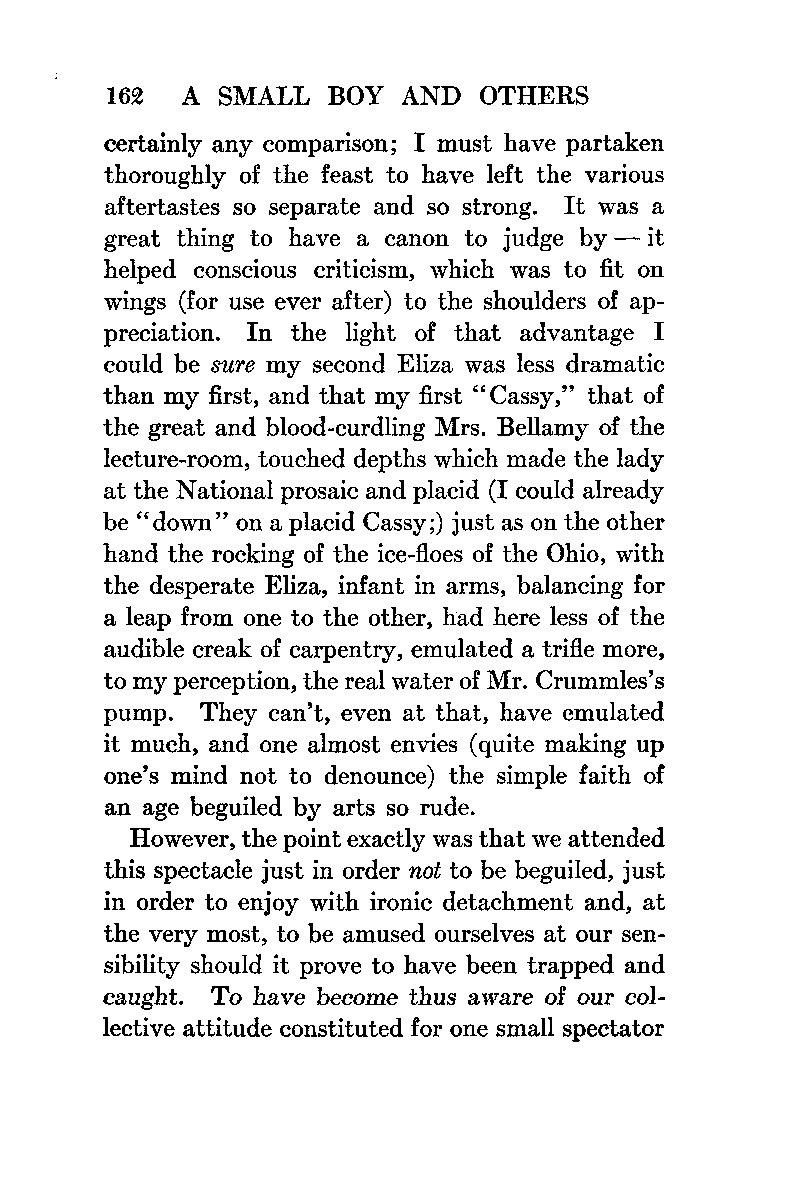 162 A SMALL BOY AND OTHERS
certainly any comparison; I must have partaken
thoroughly of the feast to have left the various
aftertastes so separate and so strong. It was a
great thing to have a canon to judge by — it
helped conscious criticism, which was to fit on
wings (for use ever after) to the shoulders of ap-
preciation. In the light of that advantage I
could be sure my second Eliza was less dramatic
than my first, and that my first "Cassy," that of
the great and blood-curdling Mrs. Bellamy of the
lecture-room, touched depths which made the lady
at the National prosaic and placid (I could already
be "down" on a placid Cassy;) just as on the other
hand the rocking of the ice-floes of the Ohio, with
the desperate Eliza, infant in arms, balancing for
a leap from one to the other, had here less of the
audible creak of carpentry, emulated a trifle more,
to my perception, the real water of Mr. Crummles's
pump. They can't, even at that, have emulated
it much, and one almost envies (quite making up
one's mind not to denounce) the simple faith of
an age beguiled by arts so rude.
However, the point exactly was that we attended
this spectacle just in order not to be beguiled, just
in order to enjoy with ironic detachment and, at
the very most, to be amused ourselves at our sen-
sibility should it prove to have been trapped and
caught. To have become thus aware of our col-
lective attitude constituted for one small spectator